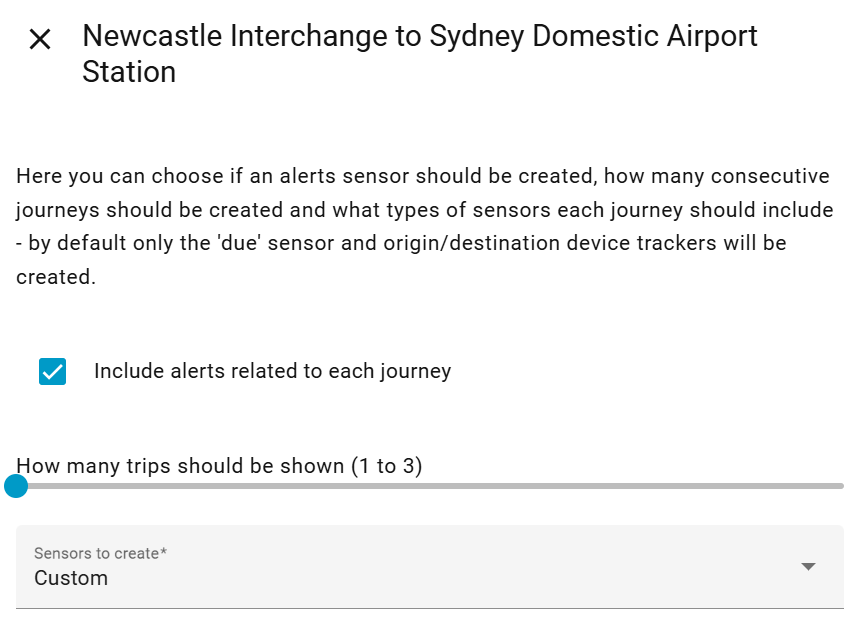 Newcastle Interchange to Sydney Domestic Airport
Station
Here you can choose if an alerts sensor should be created, how many consecutive
journeys should be created and what types of sensors each journey should include
- by default only the 'due' sensor and origin/destination device trackers will be
created.
Include alerts related to each journey
How many trips should be shown (1 to 3)
Sensors to create*
Custom